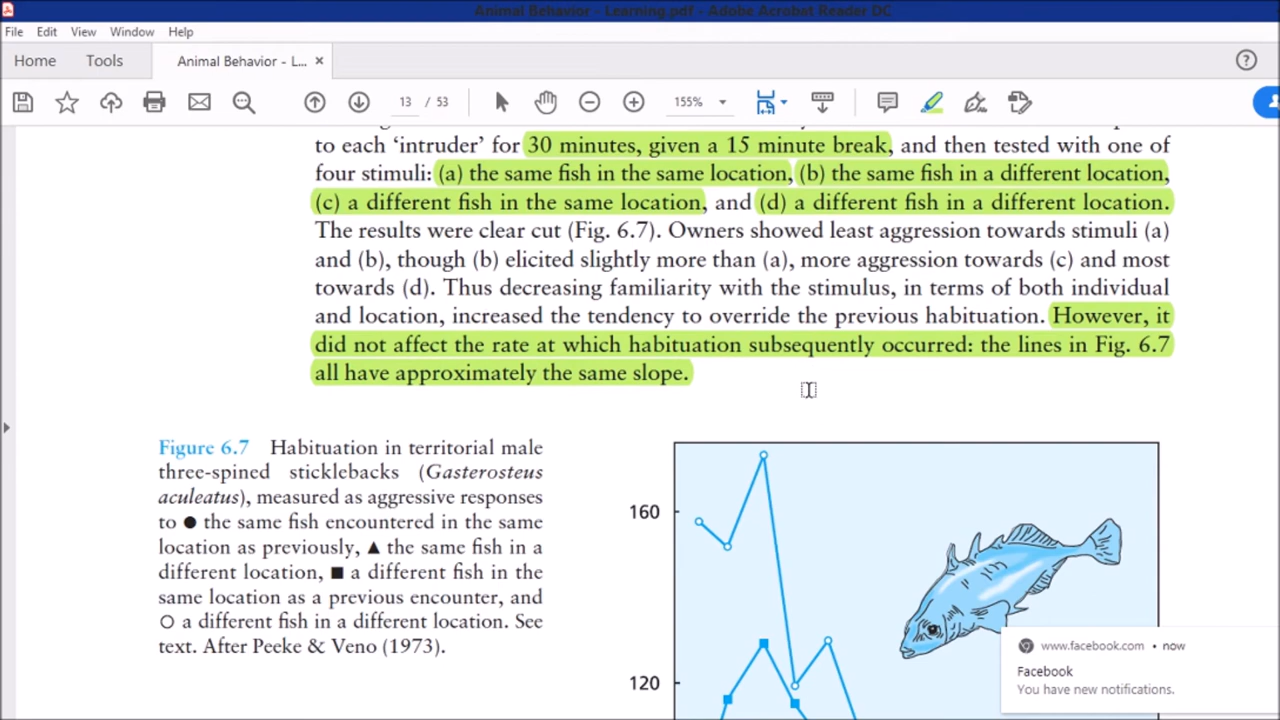 Animal Behavior - Learning.pdf - Adobe Acrobat Reader DC
File Edit View Window Help
Home Tools Animal Behavior - L... ×
13 / 53 155%
to each ‘intruder’ for 30 minutes, given a 15 minute break, and then tested with one of
four stimuli: (a) the same fish in the same location, (b) the same fish in a different location,
(c) a different fish in the same location, and (d) a different fish in a different location.
The results were clear cut (Fig. 6.7). Owners showed least aggression towards stimuli (a)
and (b), though (b) elicited slightly more than (a), more aggression towards (c) and most
towards (d). Thus decreasing familiarity with the stimulus, in terms of both individual
and location, increased the tendency to override the previous habituation. However, it
did not affect the rate at which habituation subsequently occurred: the lines in Fig. 6.7
all have approximately the same slope.
Figure 6.7 Habituation in territorial male
three-spined sticklebacks (Gasterosteus
aculeatus), measured as aggressive responses
to ● the same fish encountered in the same
location as previously, ▲ the same fish in a
different location, ■ a different fish in the
same location as a previous encounter, and
○ a different fish in a different location. See
text. After Peeke & Veno (1973).
160
120
www.facebook.com • now
Facebook
You have new notifications.